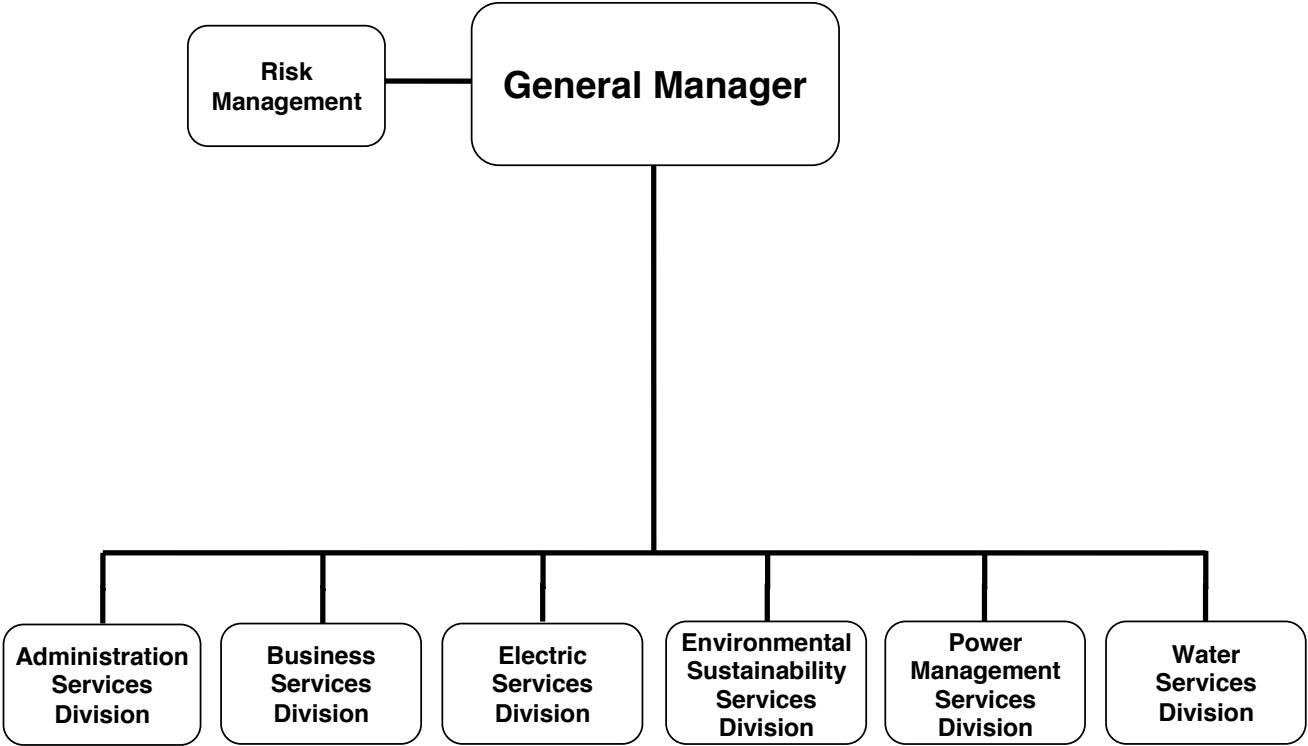 Risk
Management
General Manager
Administration
Services
Division
Business
Services
Division
Electric
Services
Division
Environmental
Sustainability
Services
Division
Power
Management
Services
Division
Water
Services
Division